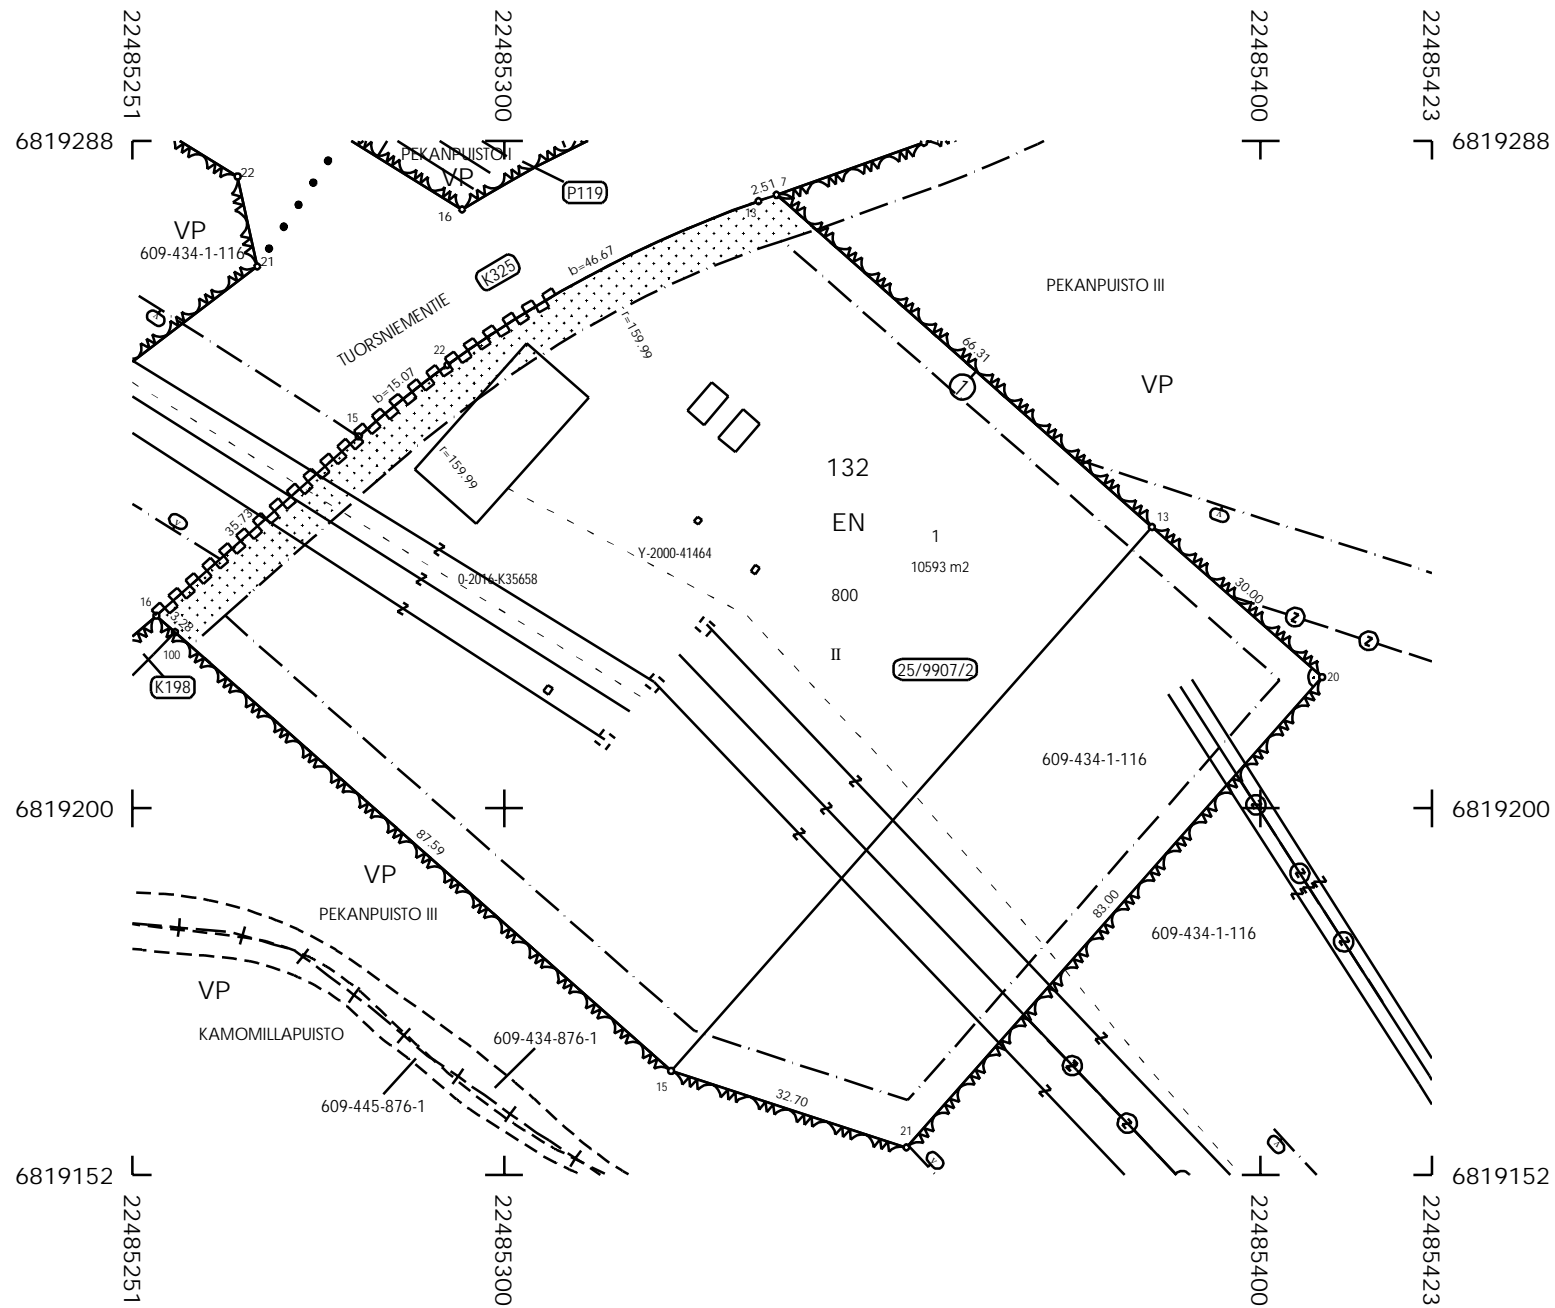 22485251
22485300
22485400
22485423
6819288
6819288
PEKANPUISTO I
VP
P119
22
16
2.51
7
13
VP
609-434-1-116
21
K325
b=46.67
PEKANPUISTO III
TUORSNIEMENTIE
r=159.99
22
66.31
1
VP
b=15.07
15
r=159.99
132
EN
35.73
13
1
Y-2000-41464
10593 m2
0-2016-K35658
800
30.00
16
3.28
100
II
25/9907/2
20
K198
609-434-1-116
6819200
6819200
87.59
VP
PEKANPUISTO III
83.00
609-434-1-116
VP
KAMOMILLAPUISTO
609-434-876-1
15
32.70
609-445-876-1
21
6819152
6819152
22485251
22485300
22485400
22485423